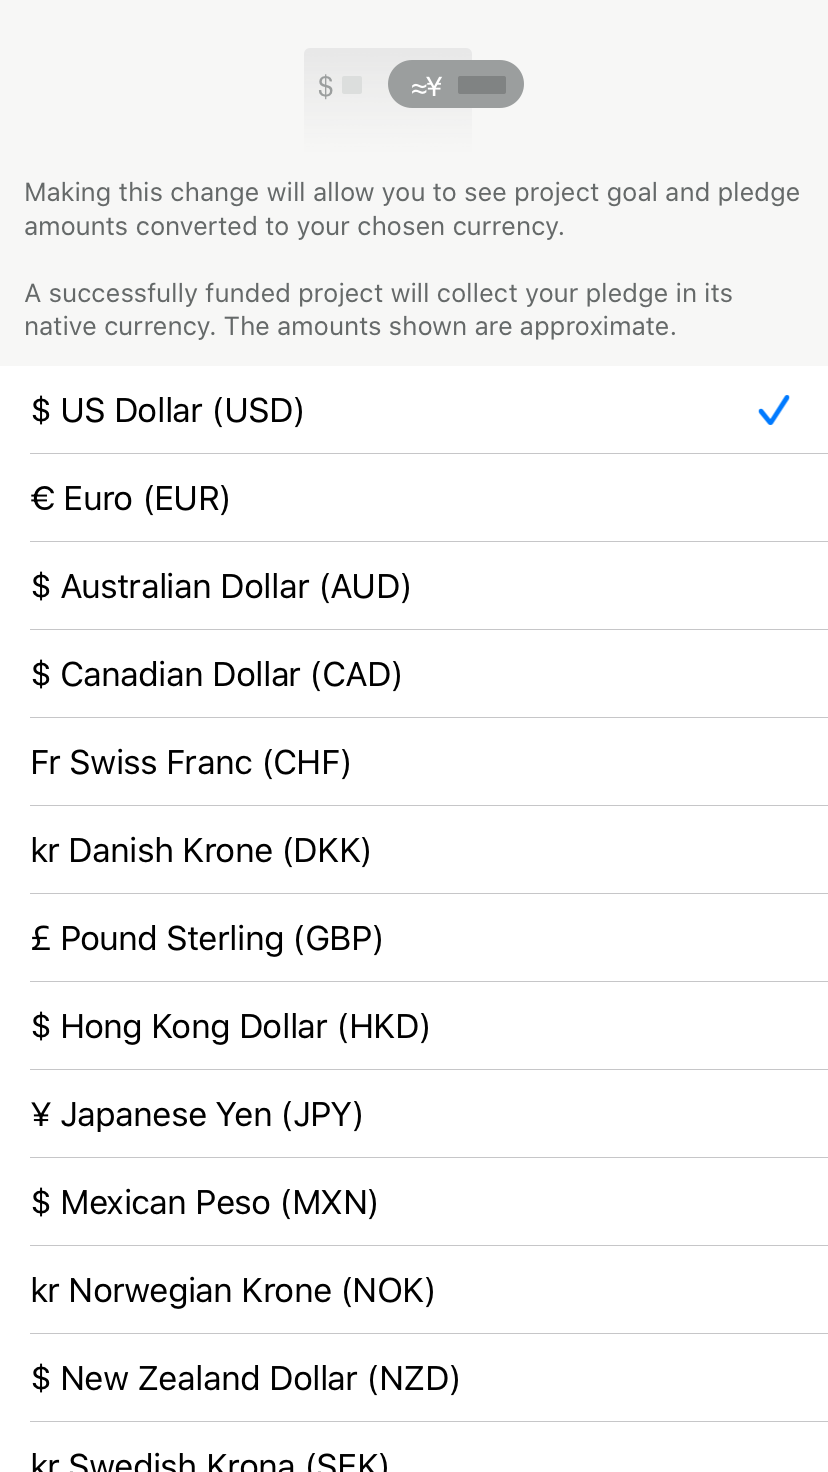 $ ≈¥
Making this change will allow you to see project goal and pledge
amounts converted to your chosen currency.
A successfully funded project will collect your pledge in its
native currency. The amounts shown are approximate.
$ US Dollar (USD)
€ Euro (EUR)
$ Australian Dollar (AUD)
$ Canadian Dollar (CAD)
Fr Swiss Franc (CHF)
kr Danish Krone (DKK)
£ Pound Sterling (GBP)
$ Hong Kong Dollar (HKD)
¥ Japanese Yen (JPY)
$ Mexican Peso (MXN)
kr Norwegian Krone (NOK)
$ New Zealand Dollar (NZD)
kr Swedish Krona (SEK)